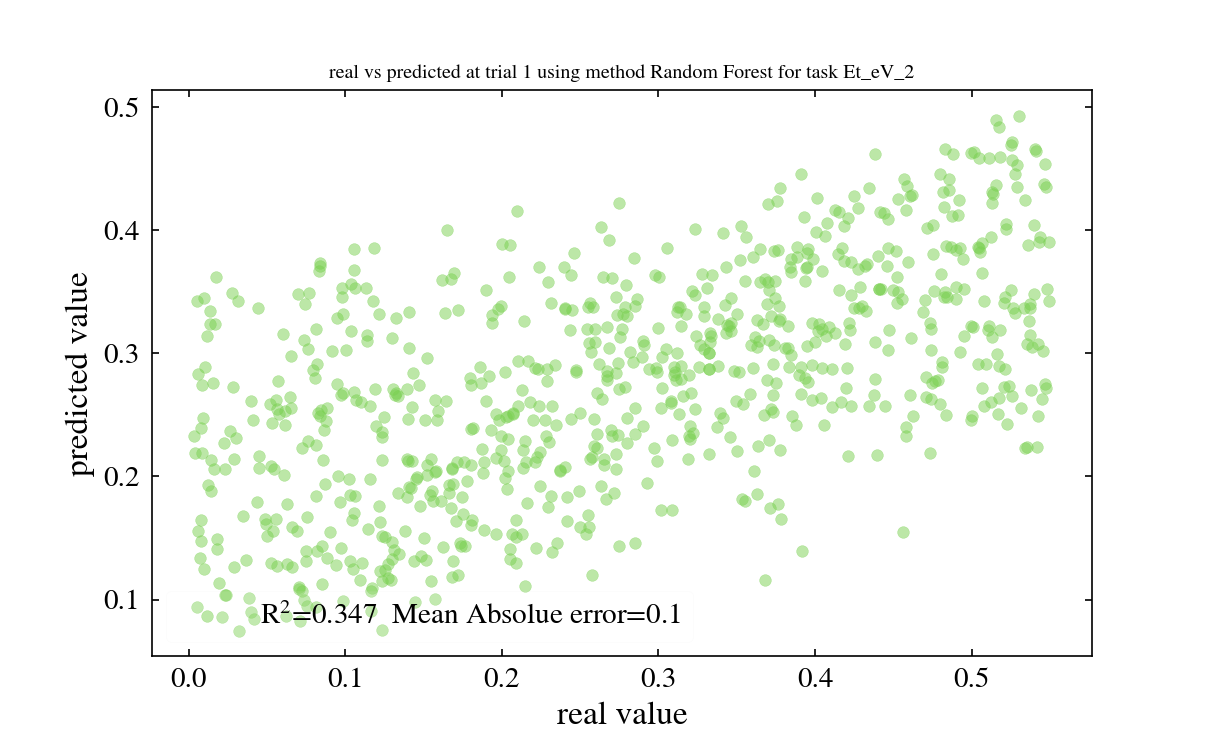 real vs predicted at trial 1 using method Random Forest for task Et_eV_2
0.5
0.4
0.3
0.2
0.1
predicted value
R²=0.347 Mean Absolue error=0.1
0.0 0.1 0.2 0.3 0.4 0.5
real value